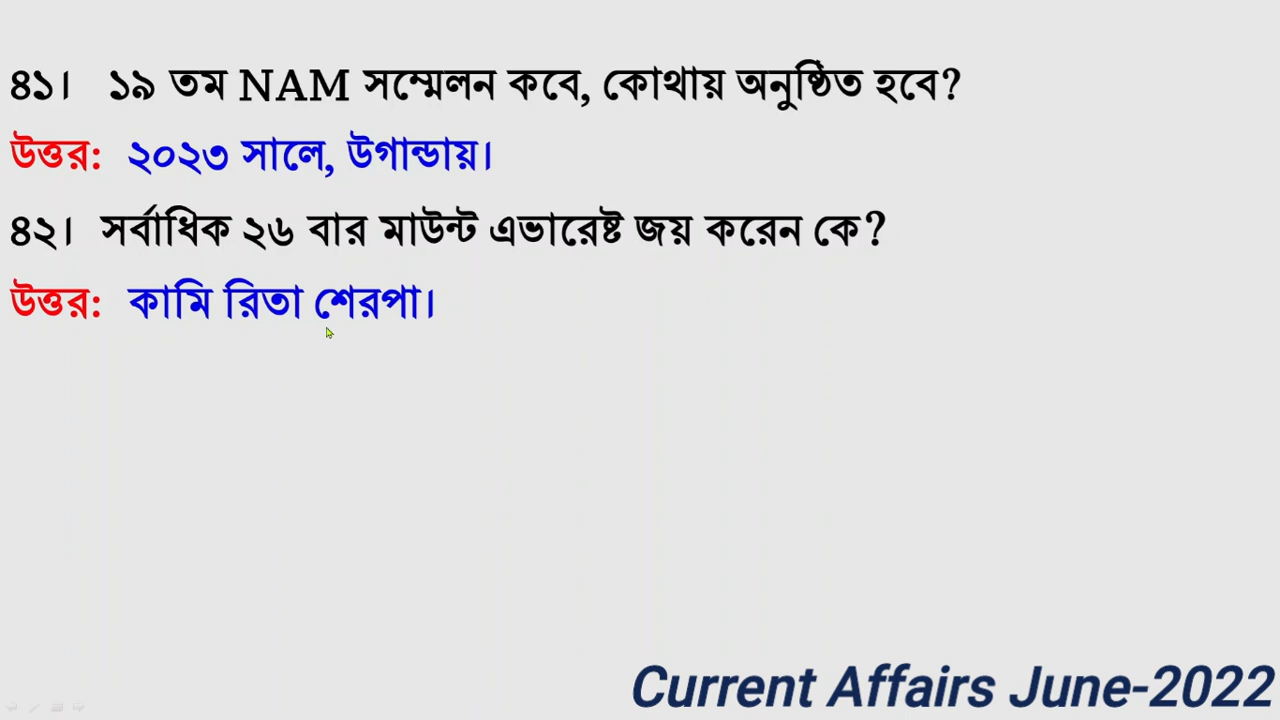 ৪১। ১৯ তম NAM সম্মেলন কবে, কোথায় অনুষ্ঠিত হবে?
উত্তর: ২০২৩ সালে, উগান্ডায়।
৪২। সর্বাধিক ২৬ বার মাউন্ট এভারেষ্ট জয় করেন কে?
উত্তর: কামি রিতা শেরপা।
Current Affairs June-2022